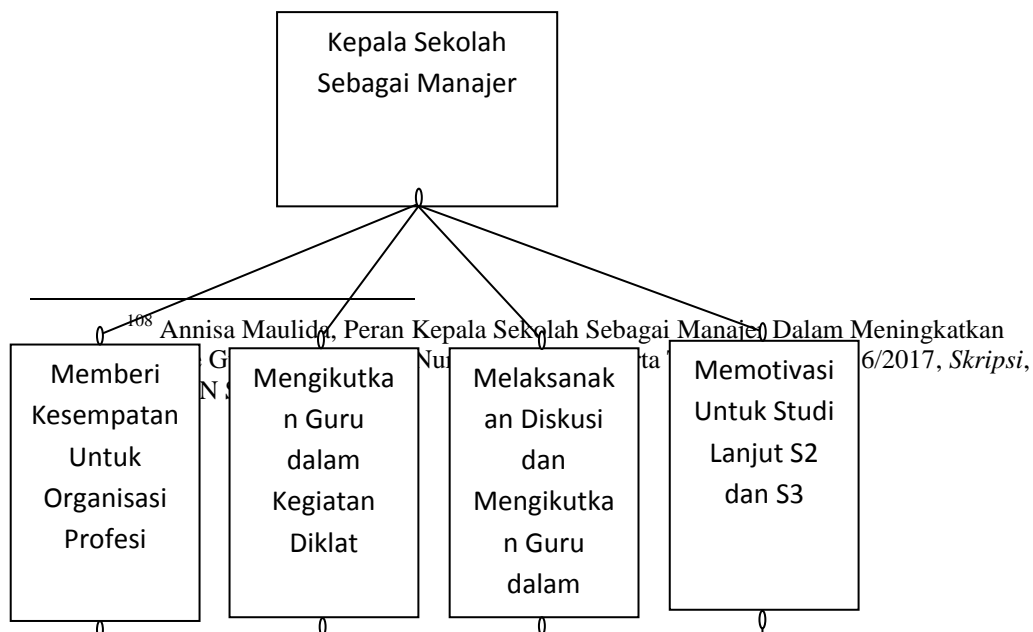 Kepala Sekolah
Sebagai Manajer
108 Annisa Maulida, Peran Kepala Sekolah Sebagai Manajer Dalam Meningkatkan
6/2017, Skripsi,
Memberi
Kesempatan
Untuk
Organisasi
Profesi
Mengikutka
n Guru
dalam
Kegiatan
Diklat
Melaksanak
an Diskusi
dan
Mengikutka
n Guru
dalam
Memotivasi
Untuk Studi
Lanjut S2
dan S3